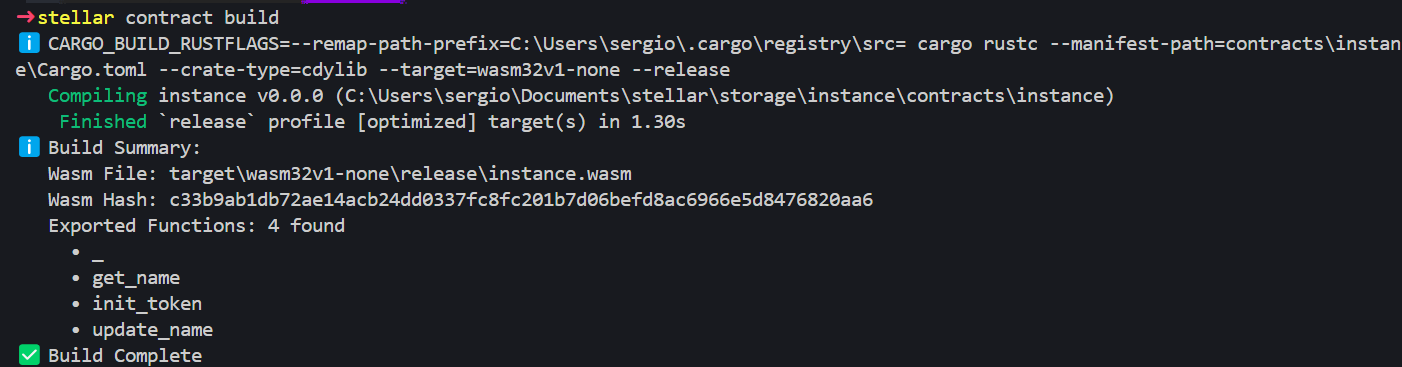 →stellar contract build
ℹ CARGO_BUILD_RUSTFLAGS=--remap-path-prefix=C:\Users\sergio\.cargo\registry\src= cargo rustc --manifest-path=contracts\instanc
e\Cargo.toml --crate-type=cdylib --target=wasm32v1-none --release
Compiling instance v0.0.0 (C:\Users\sergio\Documents\stellar\storage\instance\contracts\instance)
Finished `release` profile [optimized] target(s) in 1.30s
ℹ Build Summary:
Wasm File: target\wasm32v1-none\release\instance.wasm
Wasm Hash: c33b9ab1db72ae14acb24dd0337fc8fc201b7d06befd8ac6966e5d8476820aa6
Exported Functions: 4 found
• _
• get_name
• init_token
• update_name
✅ Build Complete